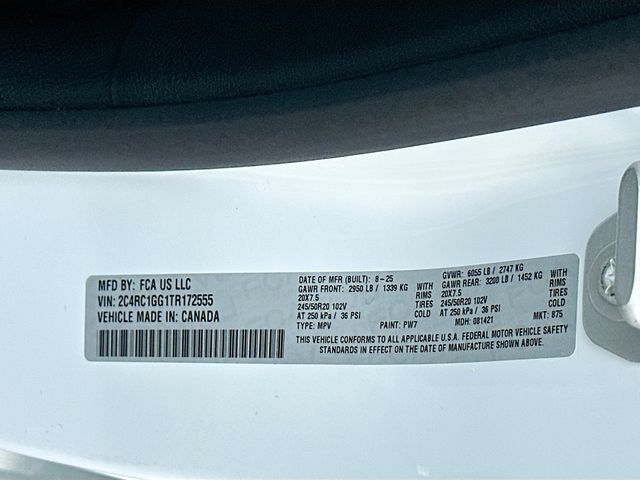 MFD BY: FCA US LLC
VIN: 2C4RC1GG1TR172555
VEHICLE MADE IN: CANADA
DATE OF MFR (BUILT): 8-25 GVWR: 6055 LB / 2747 KG
GAWR FRONT: 2950 LB / 1339 KG WITH GAWR REAR: 3200 LB / 1452 KG WITH
20X7.5 RIMS 20X7.5 RIMS
245/50R20 102V TIRES 245/50R20 102V TIRES
AT 250 kPa / 36 PSI COLD AT 250 kPa / 36 PSI COLD
TYPE: MPV PAINT: PW7 MDH: 081421 MKT: 875
THIS VEHICLE CONFORMS TO ALL APPLICABLE U.S.A. FEDERAL MOTOR VEHICLE SAFETY
STANDARDS IN EFFECT ON THE DATE OF MANUFACTURE SHOWN ABOVE.